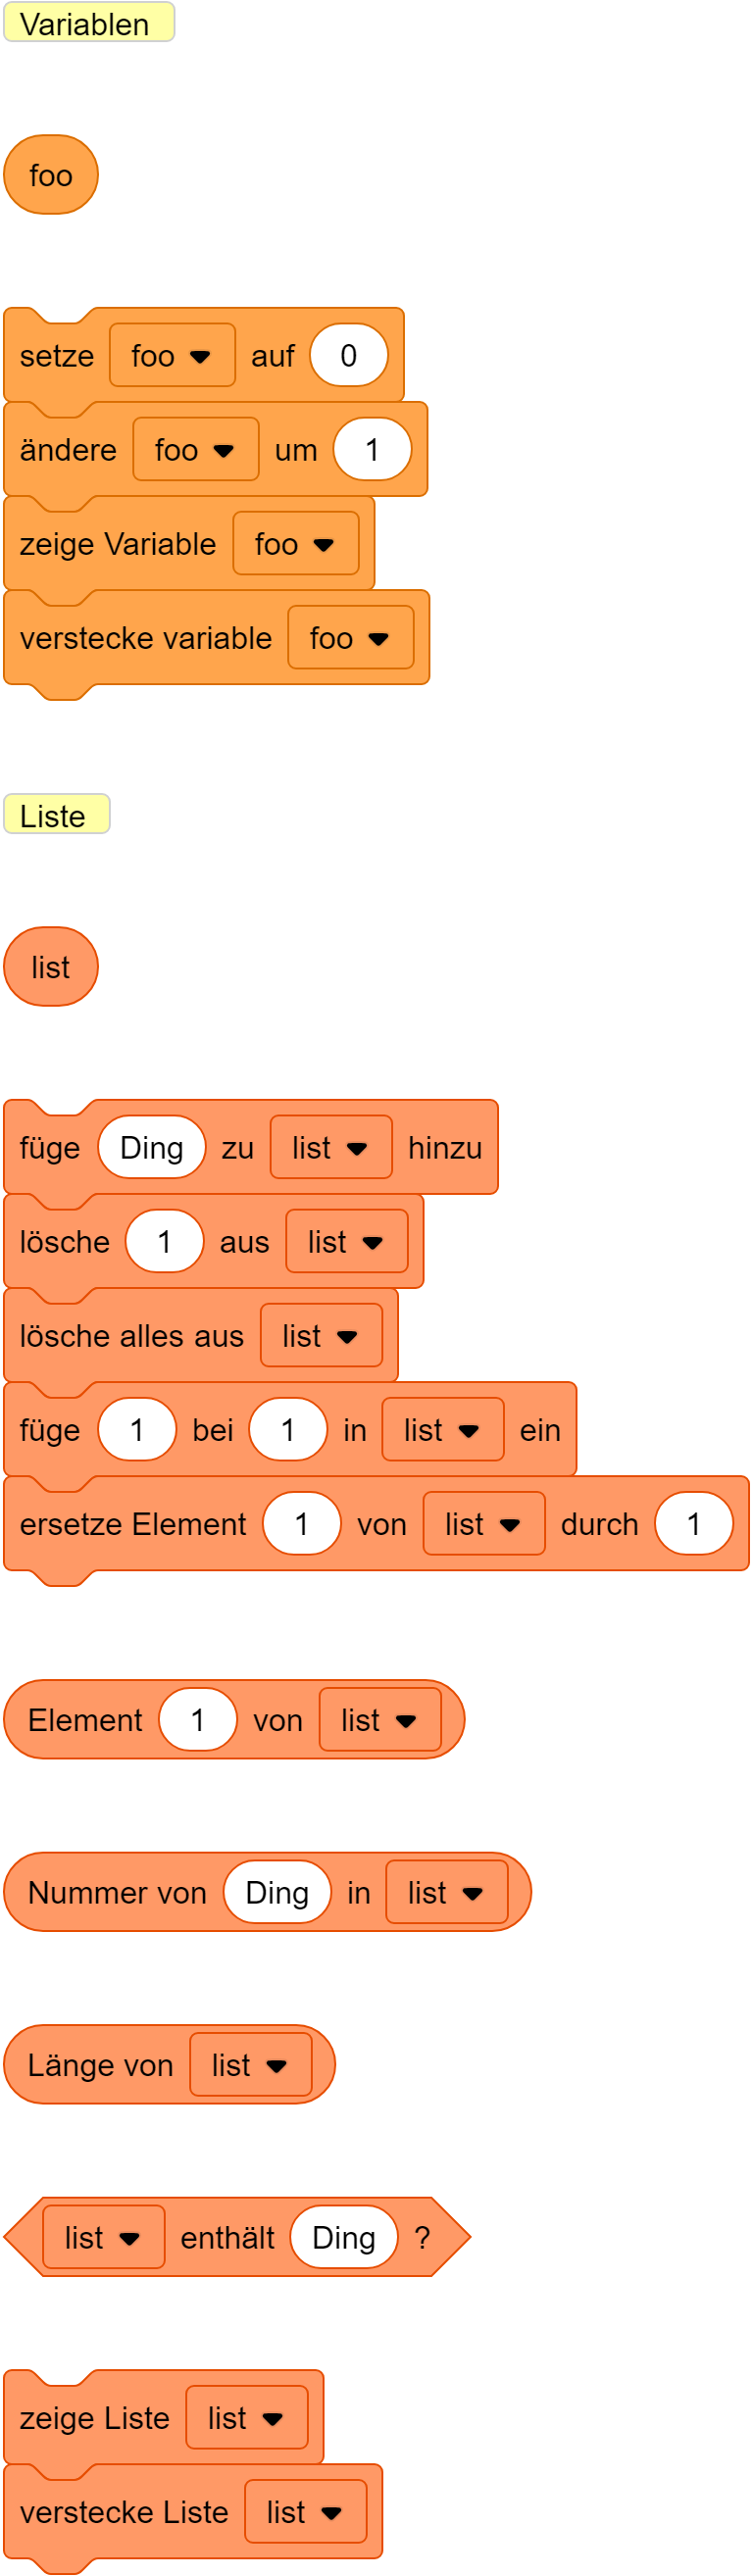 Variablen
foo
setze foo auf 0
ändere foo um 1
zeige Variable foo
verstecke variable foo
Liste
list
füge Ding zu list hinzu
lösche 1 aus list
lösche alles aus list
füge 1 bei 1 in list ein
ersetze Element 1 von list durch 1
Element 1 von list
Nummer von Ding in list
Länge von list
list enthält Ding ?
zeige Liste list
verstecke Liste list